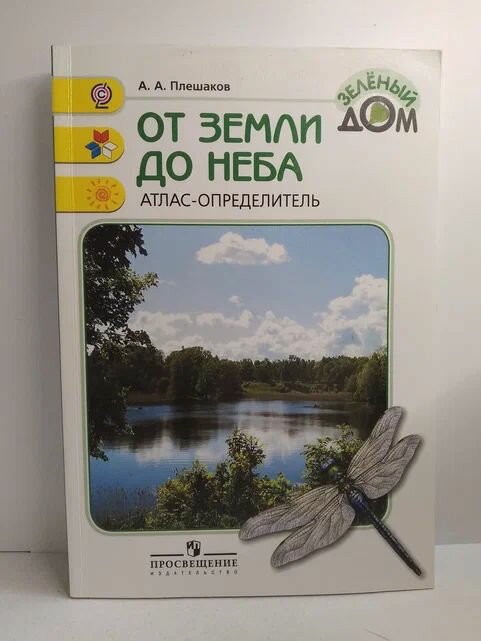 А. А. Плешаков
ЗЕЛЁНЫЙ
ДОМ
ОТ ЗЕМЛИ
ДО НЕБА
АТЛАС-ОПРЕДЕЛИТЕЛЬ
ПРОСВЕЩЕНИЕ
ИЗДАТЕЛЬСТВО